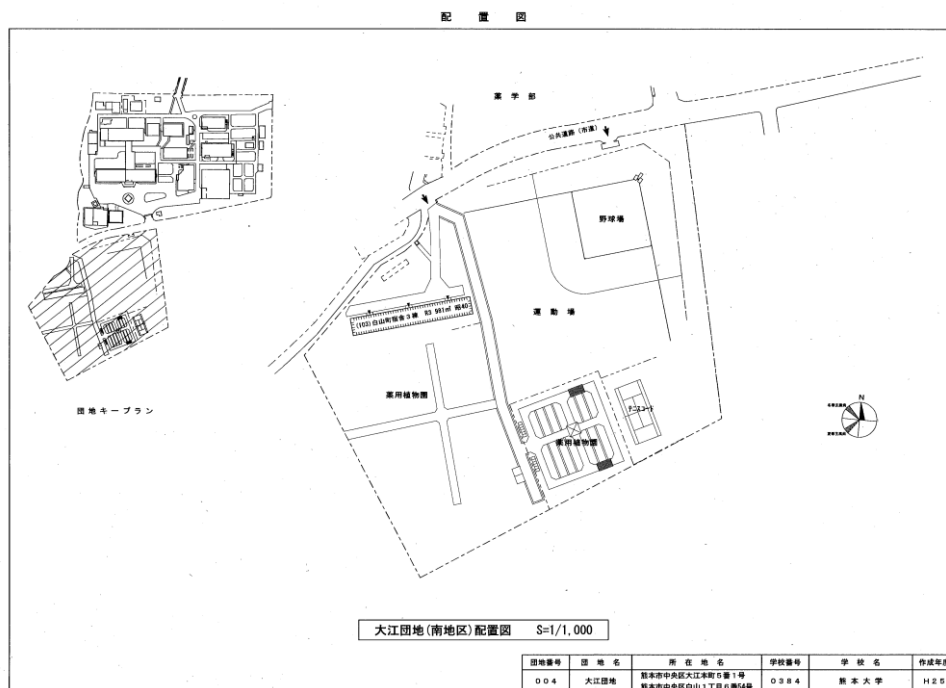 配置図
薬学部
公共道路（市道）
野球場
(103) 白山町宿舎3棟 R3 981㎡ 昭40
運動場
薬用植物園
テニスコート
薬用植物園
団地キープラン
N
大江団地(南地区)配置図 S=1/1,000
団地番号 団地名 所在地名 学校番号 学校名 作成年度
004 大江団地 熊本市中央区大江本町5番1号 0384 熊本大学 H25
熊本市中央区白山1丁目6番54号